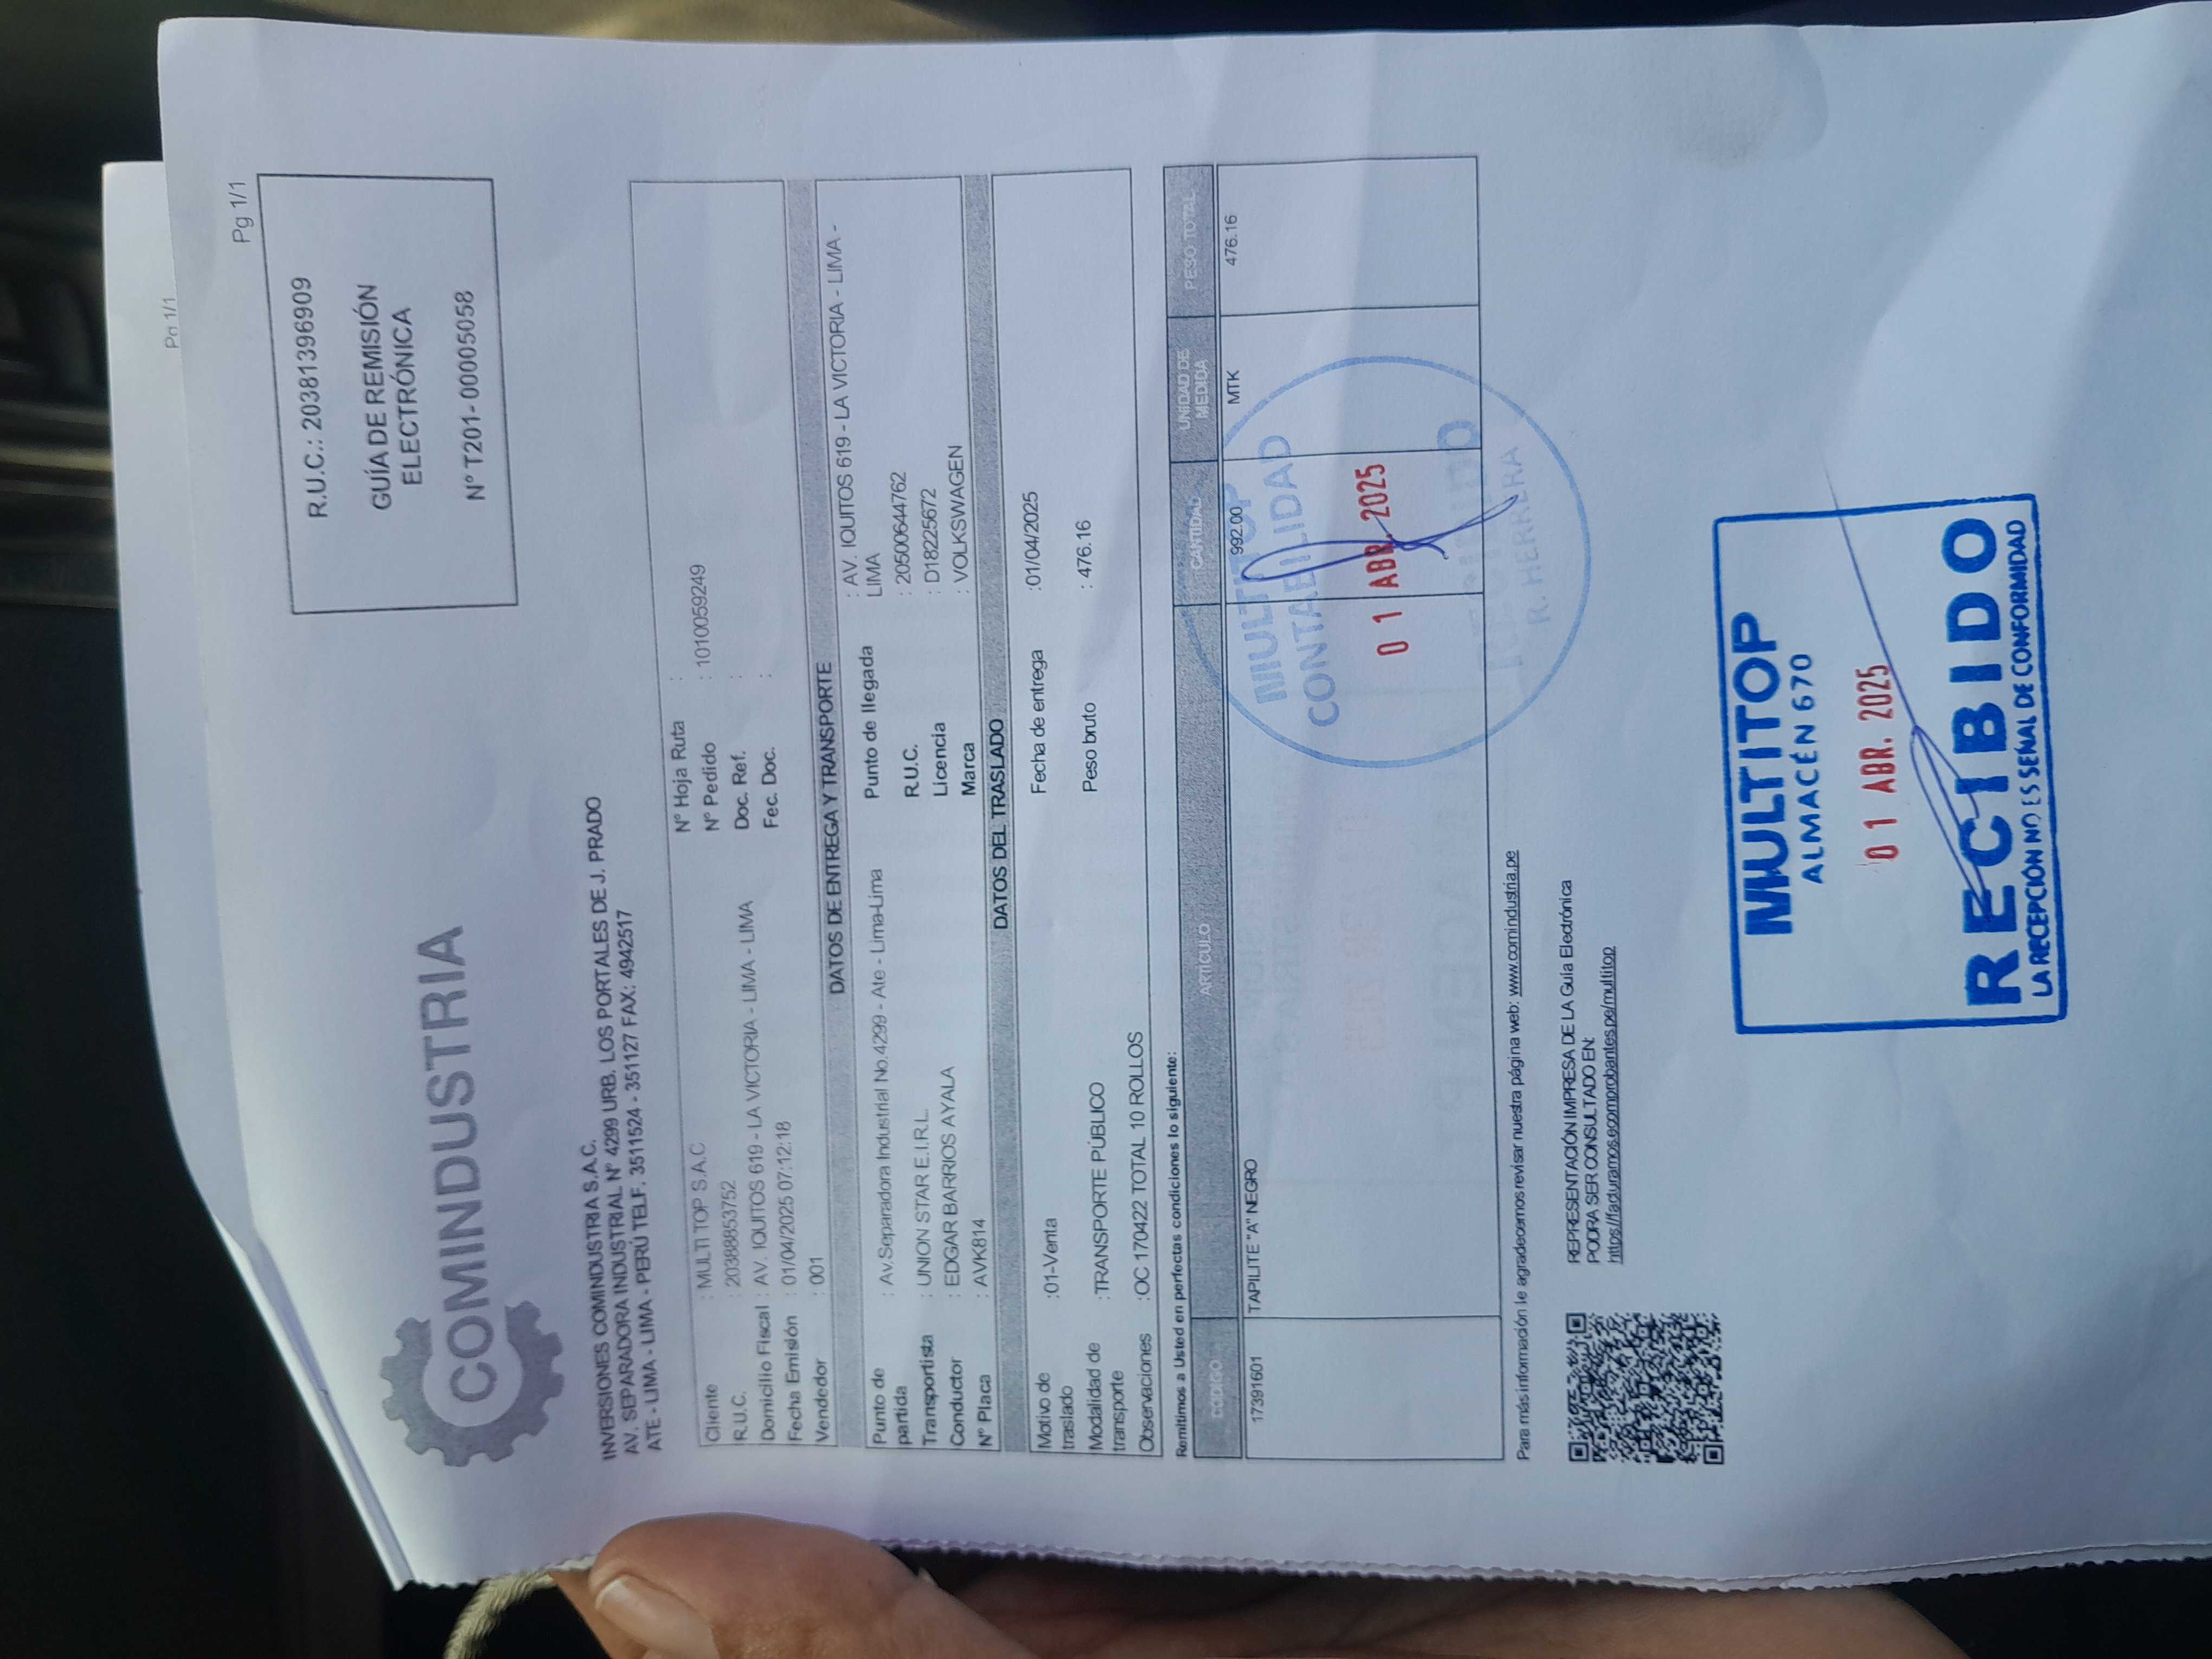 Pg 1/1
Pg 1/1
COMINDUSTRIA
R.U.C.: 20381396909
GUÍA DE REMISIÓN
ELECTRÓNICA
N° T201- 00005058
INVERSIONES COMINDUSTRIA S.A.C.
AV. SEPARADORA INDUSTRIAL N° 4299 URB. LOS PORTALES DE J. PRADO
ATE - LIMA - PERÚ TELF. 3511524 - 351127 FAX: 4942517
Cliente : MULTI TOP S.A.C N° Hoja Ruta :
R.U.C. : 20388853752 N° Pedido : 1010059249
Domicilio Fiscal : AV. IQUITOS 619 - LA VICTORIA - LIMA - LIMA Doc. Ref. :
Fecha Emisión : 01/04/2025 07:12:18 Fec. Doc. :
Vendedor : 001
DATOS DE ENTREGA Y TRANSPORTE
Punto de partida : Av.Separadora Industrial No.4299 - Ate - Lima-Lima Punto de llegada : AV. IQUITOS 619 - LA VICTORIA - LIMA - LIMA
Transportista : UNION STAR E.I.R.L. R.U.C. : 20500644762
Conductor : EDGAR BARRIOS AYALA Licencia : D18225672
N° Placa : AVK814 Marca : VOLKSWAGEN
DATOS DEL TRASLADO
Motivo de traslado :01-Venta Fecha de entrega :01/04/2025
Modalidad de transporte :TRANSPORTE PÚBLICO Peso bruto : 476.16
Observaciones :OC 170422 TOTAL 10 ROLLOS
Remitimos a Usted en perfectas condiciones lo siguiente:
CÓDIGO ARTÍCULO CANTIDAD UNIDAD DE MEDIDA PESO TOTAL
17391601 TAPILITE "A" NEGRO 992.00 MTK 476.16
MULTITOP
CONTABILIDAD
01 ABR. 2025
RECIBIDO
R. HERRERA
Para más información le agradecemos revisar nuestra página web: www.comindustria.pe
REPRESENTACIÓN IMPRESA DE LA Guía Electrónica
PODRA SER CONSULTADO EN:
https://facturamos.ecomprobantes.pe/multitop
MULTITOP
ALMACÉN 670
01 ABR. 2025
RECIBIDO
LA RECEPCIÓN NO ES SEÑAL DE CONFORMIDAD